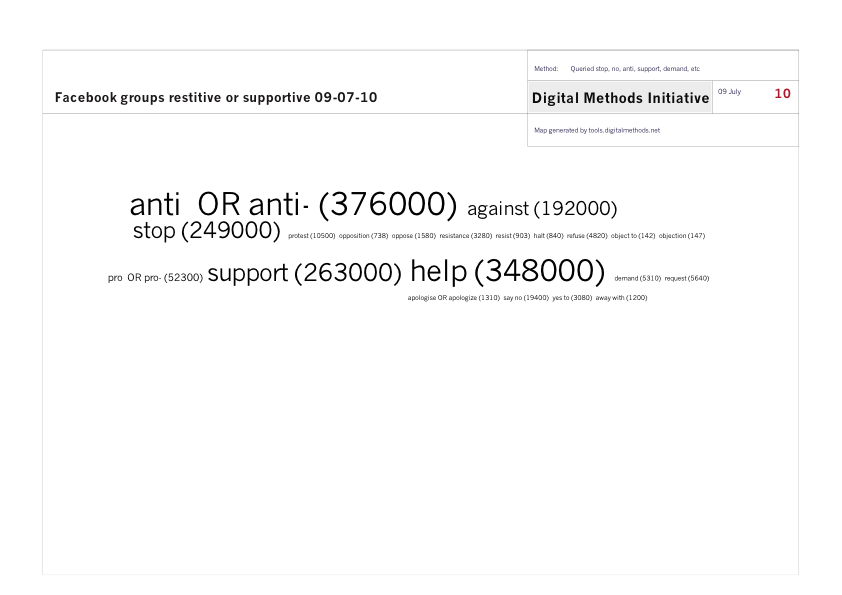 Method: Queried stop, no, anti, support, demand, etc
Facebook groups restitive or supportive 09-07-10
Digital Methods Initiative
09 July 10
Map generated by tools.digitalmethods.net
anti OR anti- (376000) against (192000)
stop (249000) protest (10500) opposition (738) oppose (1580) resistance (3280) resist (903) halt (840) refuse (4820) object to (142) objection (147)
pro OR pro- (52300) support (263000) help (348000) demand (5310) request (5640)
apologise OR apologize (1310) say no (19400) yes to (3080) away with (1200)